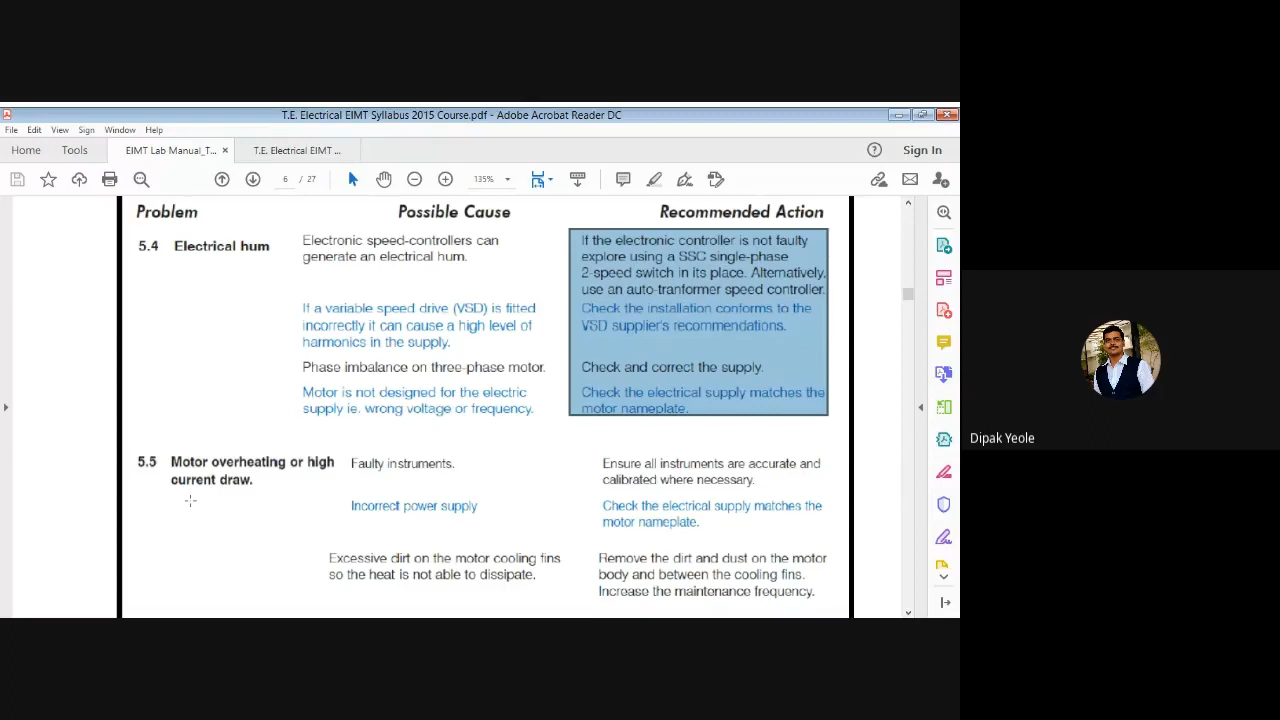 T.E. Electrical EIMT Syllabus 2015 Course.pdf - Adobe Acrobat Reader DC
File Edit View Sign Window Help
Home Tools EIMT Lab Manual_T... × T.E. Electrical EIMT ... Sign In
6 / 27 135%
Problem Possible Cause Recommended Action
5.4 Electrical hum
Electronic speed-controllers can
generate an electrical hum.
If the electronic controller is not faulty
explore using a SSC single-phase
2-speed switch in its place. Alternatively,
use an auto-tranformer speed controller.
If a variable speed drive (VSD) is fitted
incorrectly it can cause a high level of
harmonics in the supply.
Check the installation conforms to the
VSD supplier's recommendations.
Phase imbalance on three-phase motor.
Check and correct the supply.
Motor is not designed for the electric
supply ie. wrong voltage or frequency.
Check the electrical supply matches the
motor nameplate.
5.5 Motor overheating or high
current draw.
Faulty instruments.
Ensure all instruments are accurate and
calibrated where necessary.
Incorrect power supply
Check the electrical supply matches the
motor nameplate.
Excessive dirt on the motor cooling fins
so the heat is not able to dissipate.
Remove the dirt and dust on the motor
body and between the cooling fins.
Increase the maintenance frequency.
Dipak Yeole